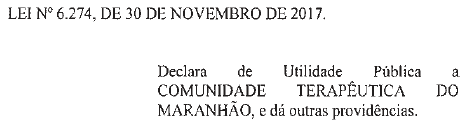 LEI Nº 6.274, DE 30 DE NOVEMBRO DE 2017.
Declara de Utilidade Pública a
COMUNIDADE TERAPÊUTICA DO
MARANHÃO, e dá outras providências.